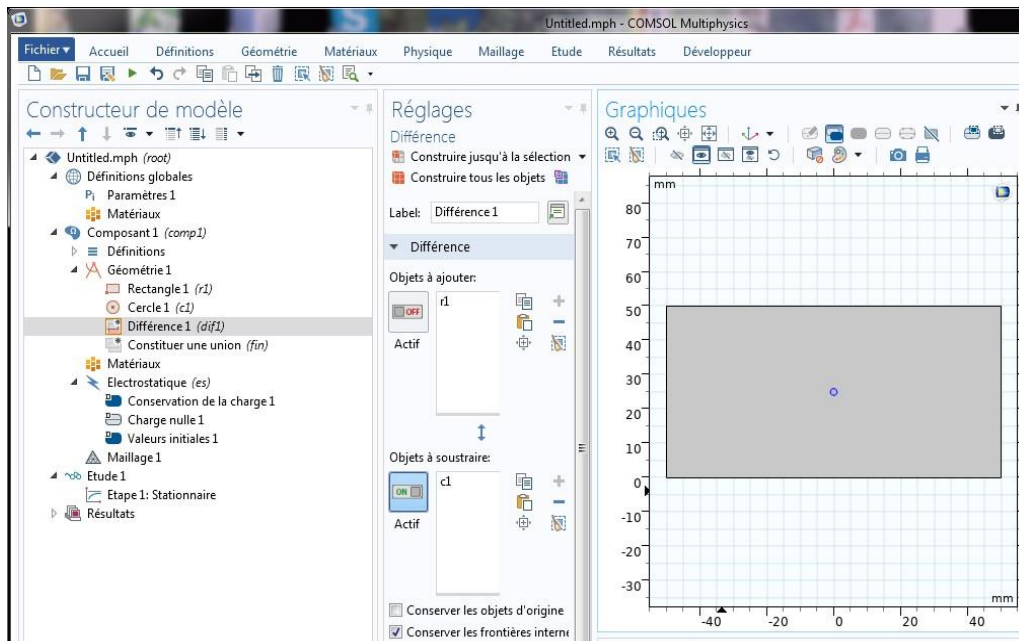 Untitled.mph - COMSOL Multiphysics
Fichier Accueil Définitions Géométrie Matériaux Physique Maillage Etude Résultats Développeur
Constructeur de modèle
Untitled.mph (root)
Définitions globales
Pi Paramètres 1
Matériaux
Composant 1 (comp1)
Définitions
Géométrie 1
Rectangle 1 (r1)
Cercle 1 (c1)
Différence 1 (dif1)
Constituer une union (fin)
Matériaux
Electrostatique (es)
Conservation de la charge 1
Charge nulle 1
Valeurs initiales 1
Maillage 1
Etude 1
Etape 1: Stationnaire
Résultats
Réglages
Différence
Construire jusqu'à la sélection
Construire tous les objets
Label: Différence 1
Différence
Objets à ajouter:
OFF
Actif
r1
Objets à soustraire:
ON
Actif
c1
Conserver les objets d'origine
Conserver les frontières interne
Graphiques
mm
80
70
60
50
40
30
20
10
0
-10
-20
-30
mm
-40 -20 0 20 40